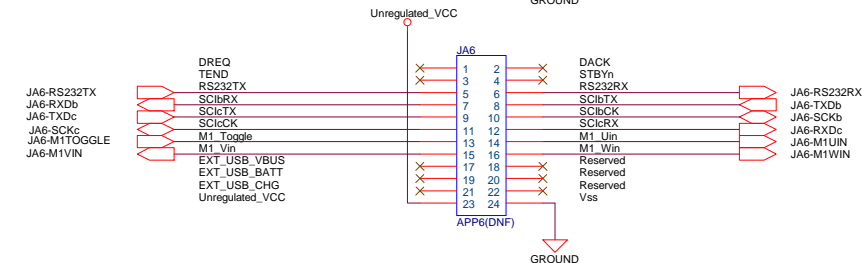 GROUND
Unregulated_VCC
JA6
DREQ 1 2 DACK
TEND 3 4 STBYn
JA6-RS232TX RS232TX 5 6 RS232RX JA6-RS232RX
JA6-RXDb SCIbRX 7 8 SCIbTX JA6-TXDb
JA6-TXDc SCIcTX 9 10 SCIbCK JA6-SCKb
JA6-SCKc SCIcCK 11 12 SCIcRX JA6-RXDc
JA6-M1TOGGLE M1_Toggle 13 14 M1_Uin JA6-M1UIN
JA6-M1VIN M1_Vin 15 16 M1_Win JA6-M1WIN
EXT_USB_VBUS 17 18 Reserved
EXT_USB_BATT 19 20 Reserved
EXT_USB_CHG 21 22 Reserved
Unregulated_VCC 23 24 Vss
APP6(DNF)
GROUND